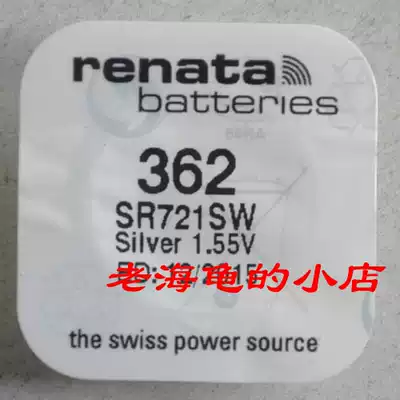 renata
batteries
362
SR721SW
Silver 1.55V
老海龟的小店
the swiss power source